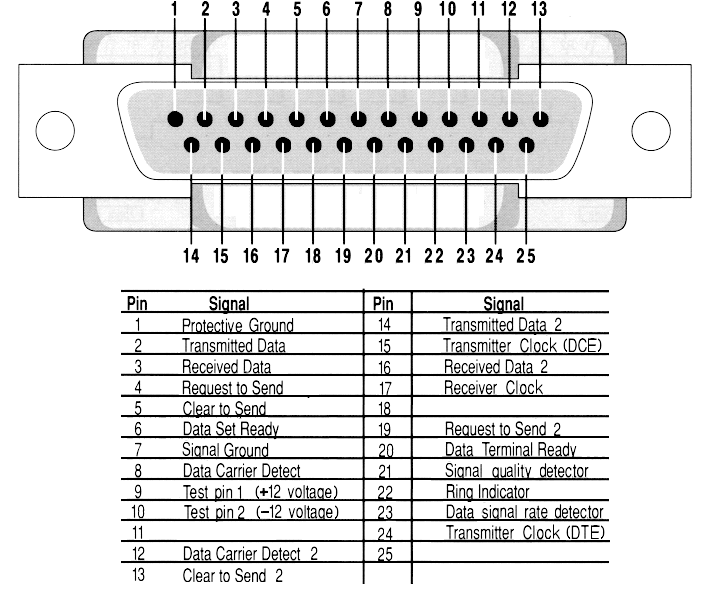 1 2 3 4 5 6 7 8 9 10 11 12 13
14 15 16 17 18 19 20 21 22 23 24 25
Pin Signal Pin Signal
1 Protective Ground 14 Transmitted Data 2
2 Transmitted Data 15 Transmitter Clock (DCE)
3 Received Data 16 Received Data 2
4 Request to Send 17 Receiver Clock
5 Clear to Send 18
6 Data Set Ready 19 Request to Send 2
7 Signal Ground 20 Data Terminal Ready
8 Data Carrier Detect 21 Signal quality detector
9 Test pin 1 (+12 voltage) 22 Ring Indicator
10 Test pin 2 (−12 voltage) 23 Data signal rate detector
11 24 Transmitter Clock (DTE)
12 Data Carrier Detect 2 25
13 Clear to Send 2